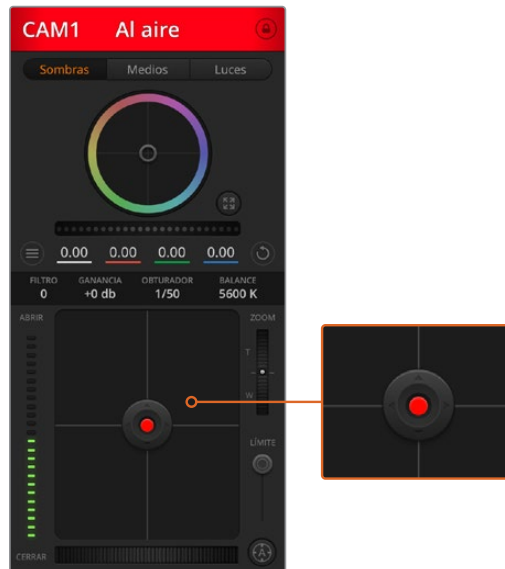 CAM1 Al aire
Sombras Medios Luces
0.00 0.00 0.00 0.00
FILTRO GANANCIA OBTURADOR BALANCE
0 +0 db 1/50 5600 K
ABRIR ZOOM
T
W
LÍMITE
CERRAR A